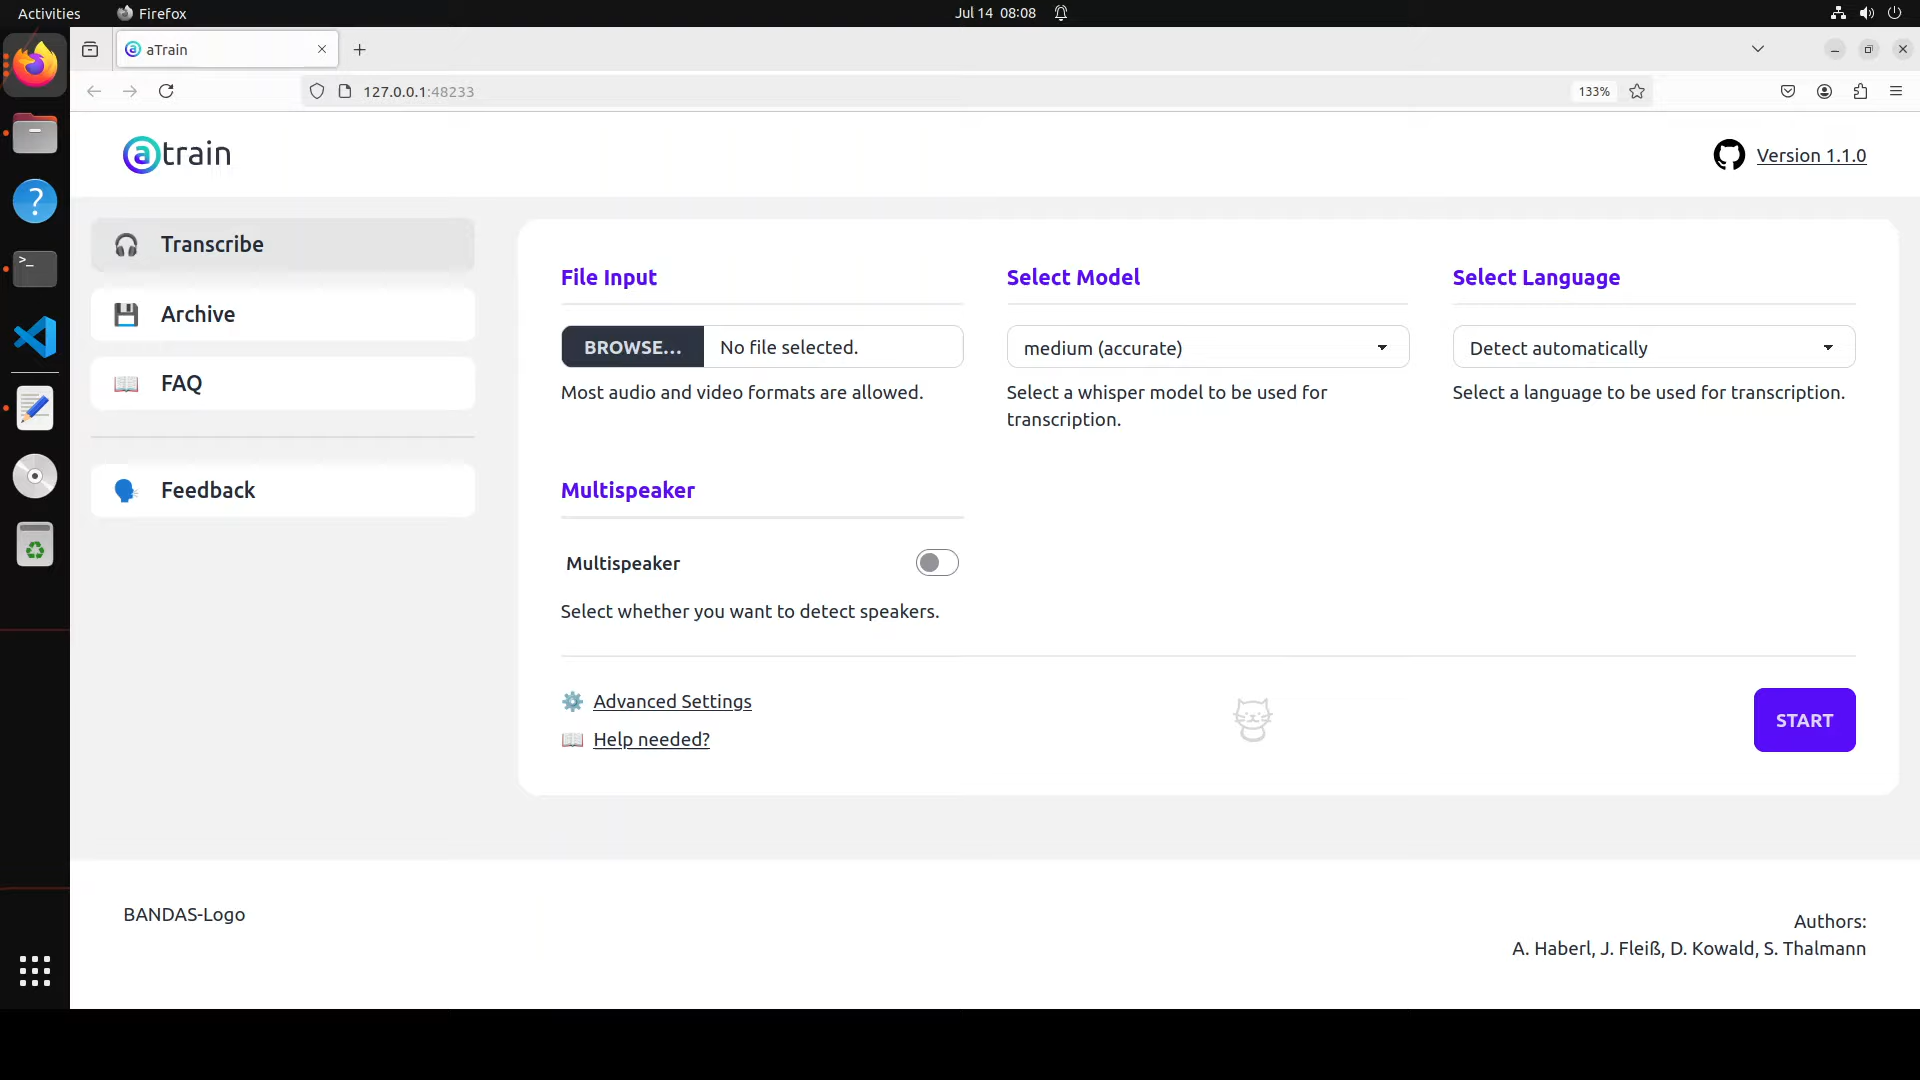 Activities
Firefox
Jul 14 08:08
aTrain
127.0.0.1:48233
133%
atrain
Version 1.1.0
Transcribe
Archive
FAQ
Feedback
File Input
BROWSE...
No file selected.
Most audio and video formats are allowed.
Select Model
medium (accurate)
Select a whisper model to be used for
transcription.
Select Language
Detect automatically
Select a language to be used for transcription.
Multispeaker
Multispeaker
Select whether you want to detect speakers.
Advanced Settings
Help needed?
START
BANDAS-Logo
Authors:
A. Haberl, J. Fleiß, D. Kowald, S. Thalmann